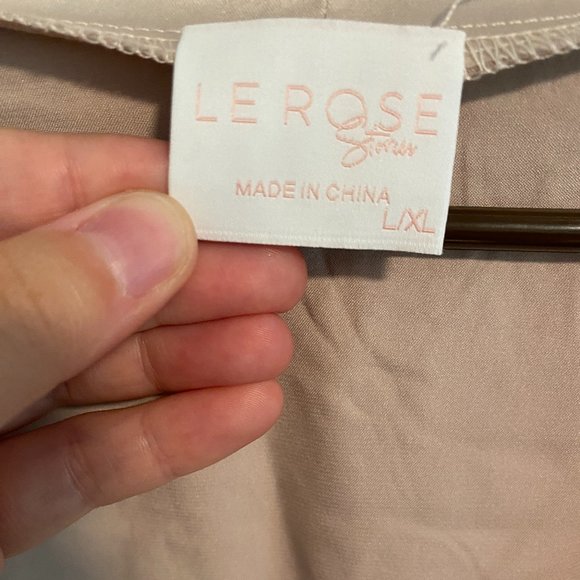 LE ROSE
Stories
MADE IN CHINA
L/XL